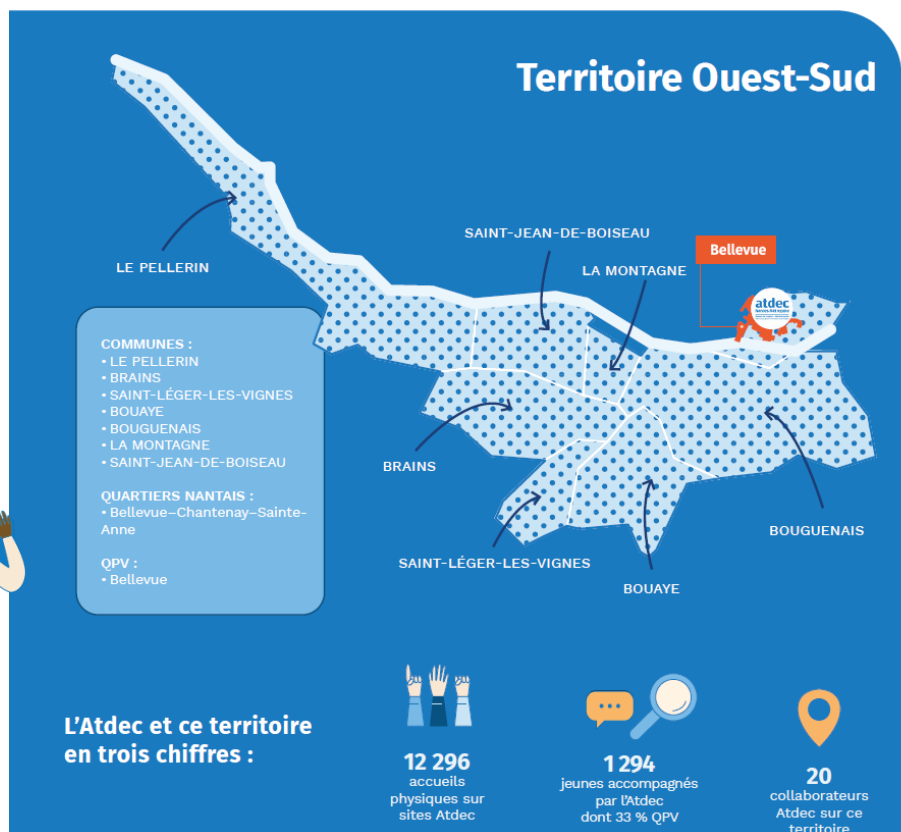 Territoire Ouest-Sud
SAINT-JEAN-DE-BOISEAU
Bellevue
LE PELLERIN
LA MONTAGNE
atdec
COMMUNES :
• LE PELLERIN
• BRAINS
• SAINT-LÉGER-LES-VIGNES
• BOUAYE
• BOUGUENAIS
• LA MONTAGNE
• SAINT-JEAN-DE-BOISEAU
QUARTIERS NANTAIS :
• Bellevue–Chantenay–Sainte-
Anne
QPV :
• Bellevue
BRAINS
BOUGUENAIS
SAINT-LÉGER-LES-VIGNES
BOUAYE
L'Atdec et ce territoire
en trois chiffres :
12 296
accueils
physiques sur
sites Atdec
1 294
jeunes accompagnés
par l'Atdec
dont 33 % QPV
20
collaborateurs
Atdec sur ce
territoire